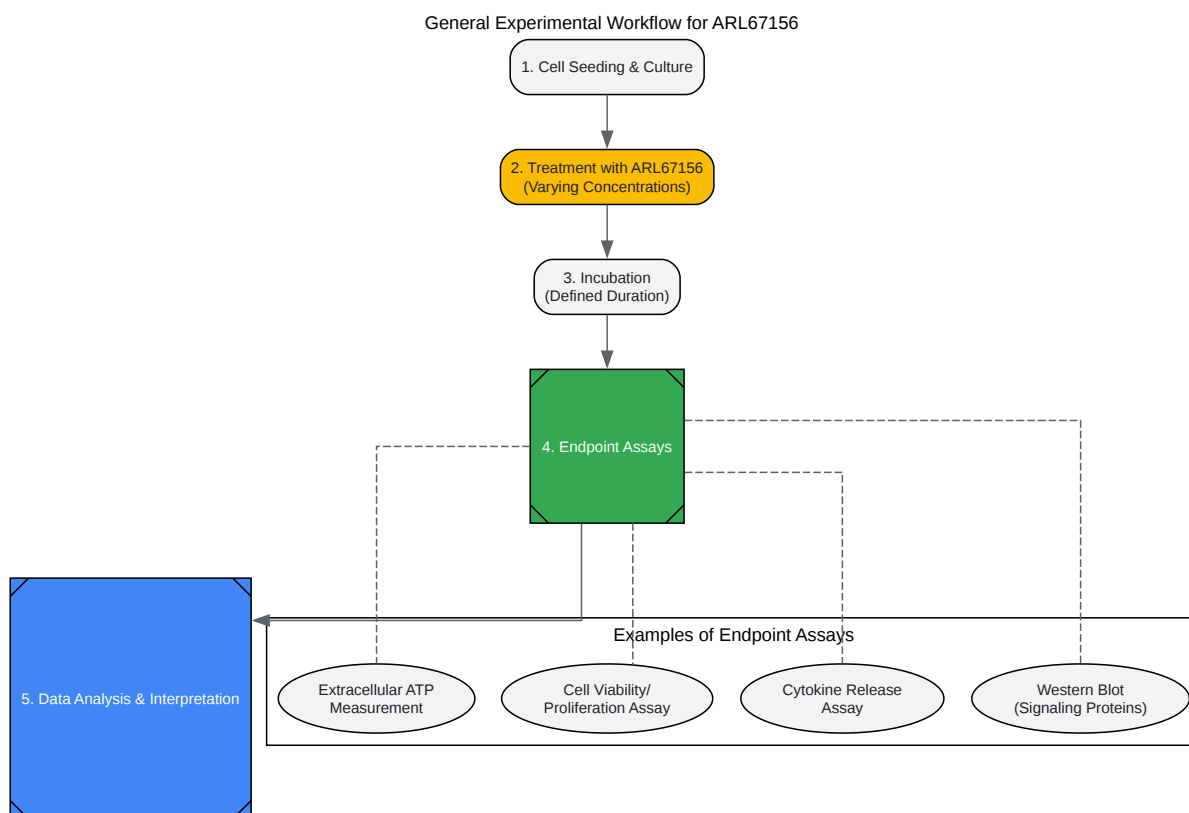 General Experimental Workflow for ARL67156
1. Cell Seeding & Culture
2. Treatment with ARL67156
(Varying Concentrations)
3. Incubation
(Defined Duration)
4. Endpoint Assays
5. Data Analysis & Interpretation
Examples of Endpoint Assays
Extracellular ATP
Measurement
Cell Viability/
Proliferation Assay
Cytokine Release
Assay
Western Blot
(Signaling Proteins)